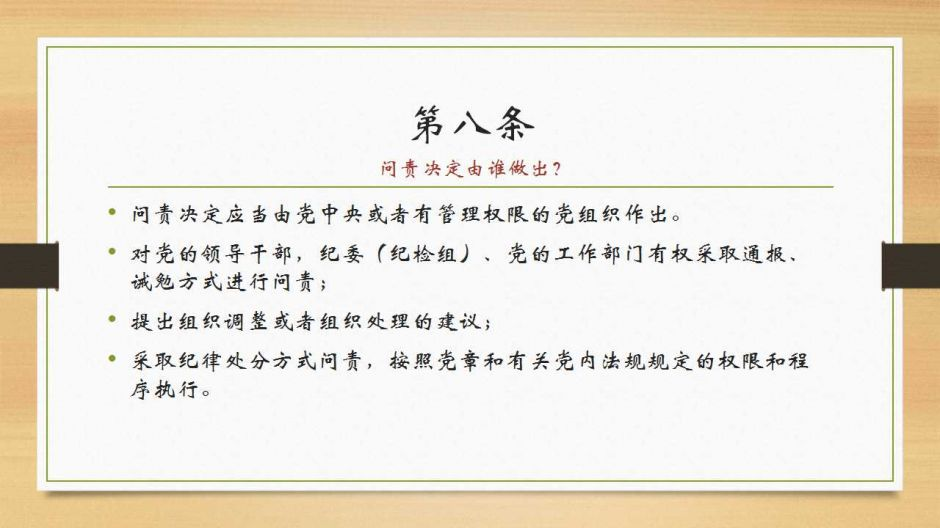 第八条
问责决定由谁做出？
• 问责决定应当由党中央或者有管理权限的党组织作出。
• 对党的领导干部，纪委（纪检组）、党的工作部门有权采取通报、
诫勉方式进行问责；
• 提出组织调整或者组织处理的建议；
• 采取纪律处分方式问责，按照党章和有关党内法规规定的权限和程
序执行。